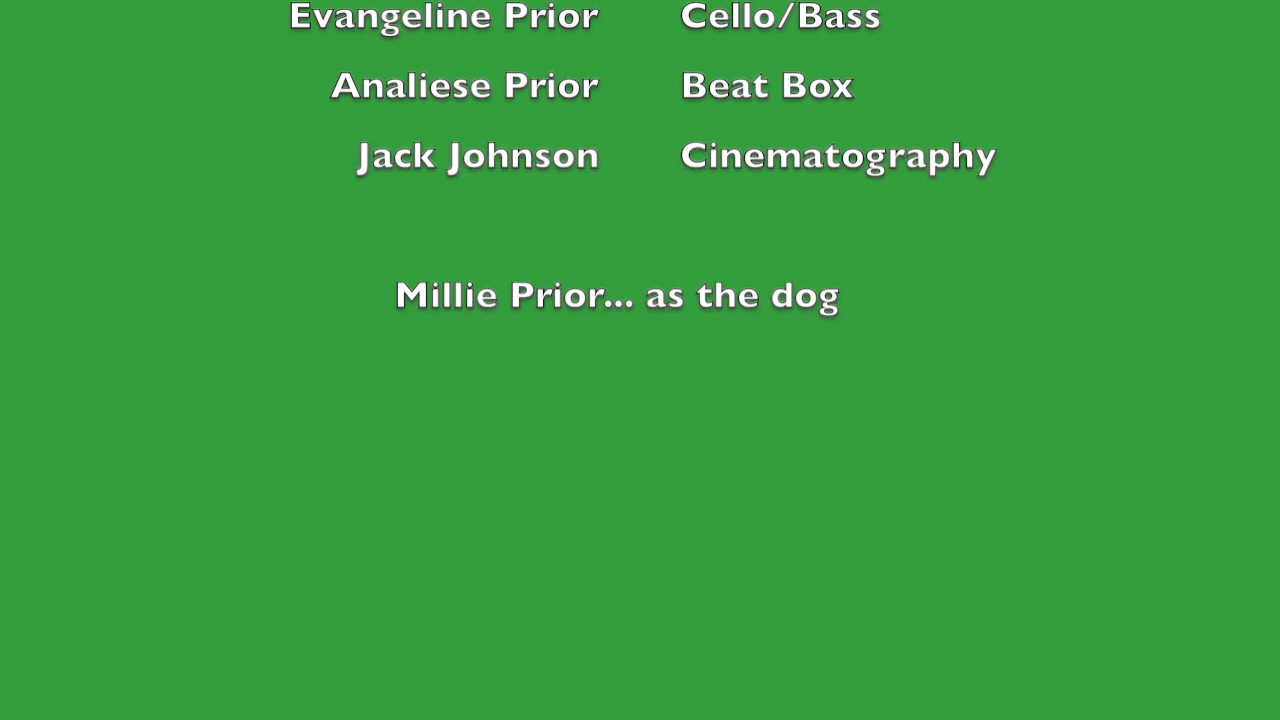 Evangeline Prior Cello/Bass
Analiese Prior Beat Box
Jack Johnson Cinematography
Millie Prior... as the dog